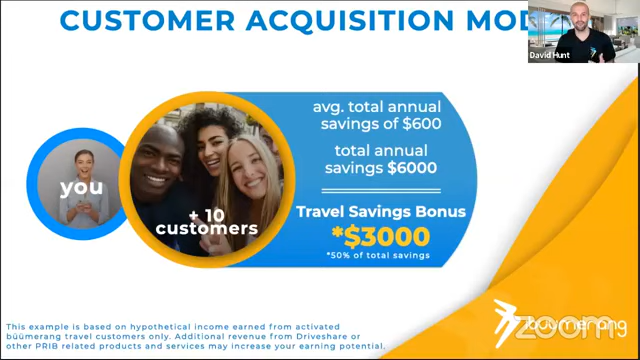 CUSTOMER ACQUISITION MOD
David Hunt
avg. total annual
savings of $600
total annual
savings $6000
you
+ 10
customers
Travel Savings Bonus
*$3000
*50% of total savings
büümerang
zoom
This example is based on hypothetical income earned from activated
büümerang travel customers only. Additional revenue from Driveshare or
other PRIB related products and services may increase your earning potential.